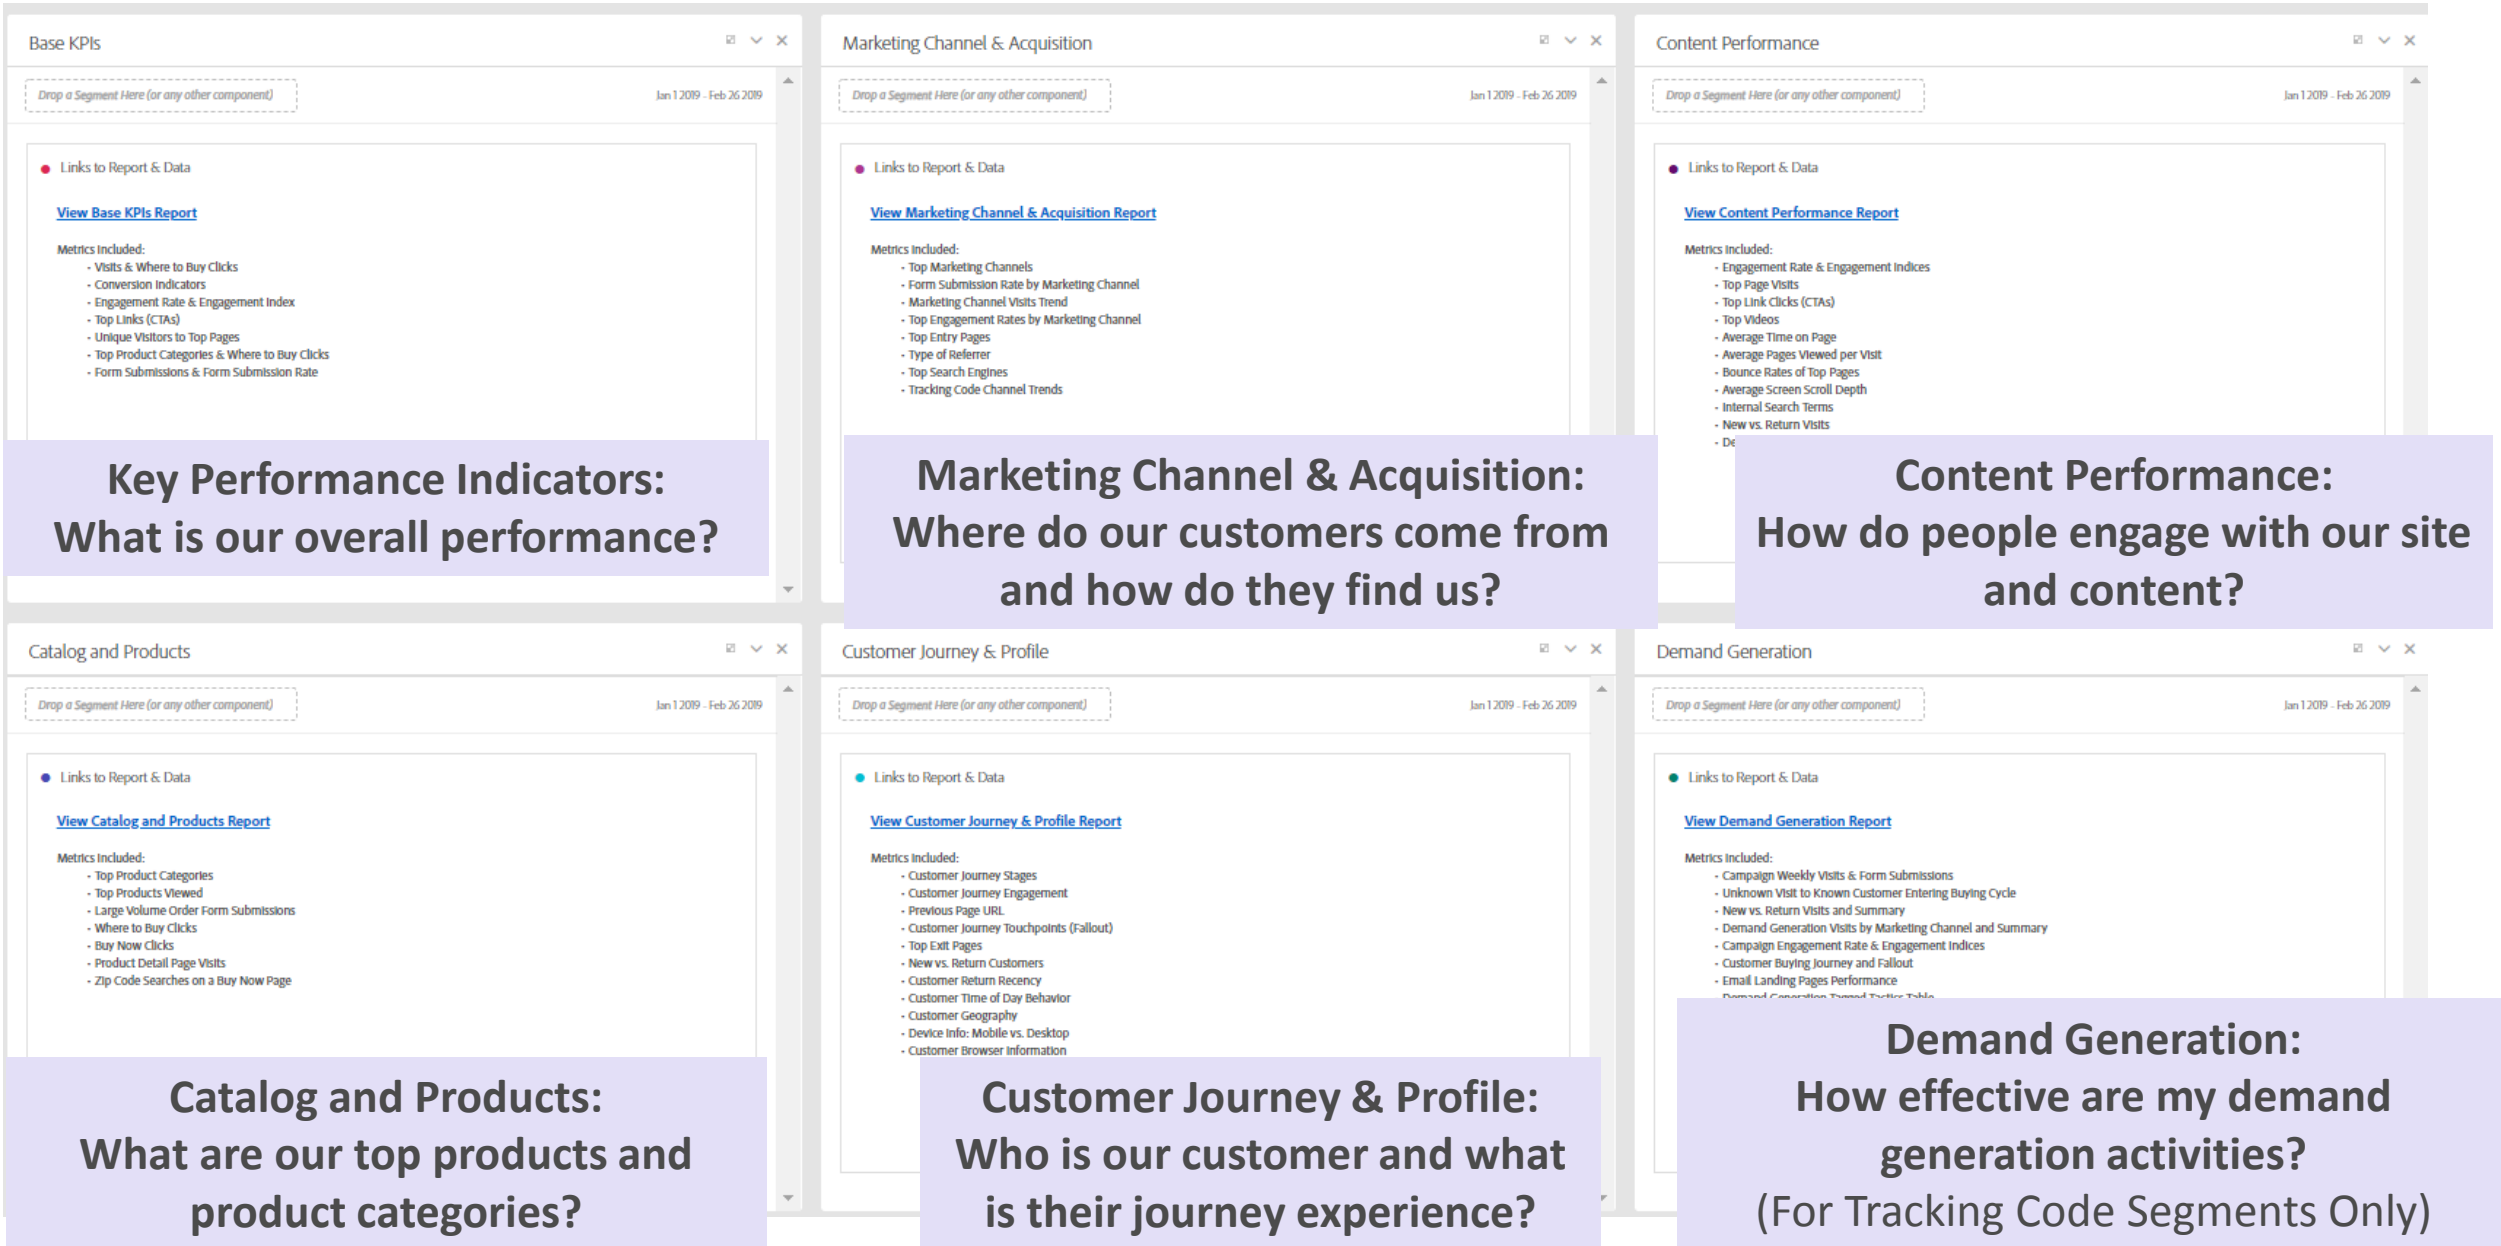 Base KPIs
Drop a Segment Here (or any other component)
Jan 1 2019 - Feb 26 2019
Links to Report & Data
View Base KPIs Report
Metrics Included:
- Visits & Where to Buy Clicks
- Conversion Indicators
- Engagement Rate & Engagement Index
- Top Links (CTAs)
- Unique Visitors to Top Pages
- Top Product Categories & Where to Buy Clicks
- Form Submissions & Form Submission Rate
Key Performance Indicators:
What is our overall performance?
Marketing Channel & Acquisition
Drop a Segment Here (or any other component)
Jan 1 2019 - Feb 26 2019
Links to Report & Data
View Marketing Channel & Acquisition Report
Metrics Included:
- Top Marketing Channels
- Form Submission Rate by Marketing Channel
- Marketing Channel Visits Trend
- Top Engagement Rates by Marketing Channel
- Top Entry Pages
- Type of Referrer
- Top Search Engines
- Tracking Code Channel Trends
Marketing Channel & Acquisition:
Where do our customers come from
and how do they find us?
Content Performance
Drop a Segment Here (or any other component)
Jan 1 2019 - Feb 26 2019
Links to Report & Data
View Content Performance Report
Metrics Included:
- Engagement Rate & Engagement Indices
- Top Page Visits
- Top Link Clicks (CTAs)
- Top Videos
- Average Time on Page
- Average Pages Viewed per Visit
- Bounce Rates of Top Pages
- Average Screen Scroll Depth
- Internal Search Terms
- New vs. Return Visits
Content Performance:
How do people engage with our site
and content?
Catalog and Products
Drop a Segment Here (or any other component)
Jan 1 2019 - Feb 26 2019
Links to Report & Data
View Catalog and Products Report
Metrics Included:
- Top Product Categories
- Top Products Viewed
- Large Volume Order Form Submissions
- Where to Buy Clicks
- Buy Now Clicks
- Product Detail Page Visits
- Zip Code Searches on a Buy Now Page
Catalog and Products:
What are our top products and
product categories?
Customer Journey & Profile
Drop a Segment Here (or any other component)
Jan 1 2019 - Feb 26 2019
Links to Report & Data
View Customer Journey & Profile Report
Metrics Included:
- Customer Journey Stages
- Customer Journey Engagement
- Previous Page URL
- Customer Journey Touchpoints (Fallout)
- Top Exit Pages
- New vs. Return Customers
- Customer Return Recency
- Customer Time of Day Behavior
- Customer Geography
- Device Info: Mobile vs. Desktop
- Customer Browser Information
Customer Journey & Profile:
Who is our customer and what
is their journey experience?
Demand Generation
Drop a Segment Here (or any other component)
Jan 1 2019 - Feb 26 2019
Links to Report & Data
View Demand Generation Report
Metrics Included:
- Campaign Weekly Visits & Form Submissions
- Unknown Visit to Known Customer Entering Buying Cycle
- New vs. Return Visits and Summary
- Demand Generation Visits by Marketing Channel and Summary
- Campaign Engagement Rate & Engagement Indices
- Customer Buying Journey and Fallout
- Email Landing Pages Performance
- Demand Generation Tagged Tactics Table
Demand Generation:
How effective are my demand
generation activities?
(For Tracking Code Segments Only)